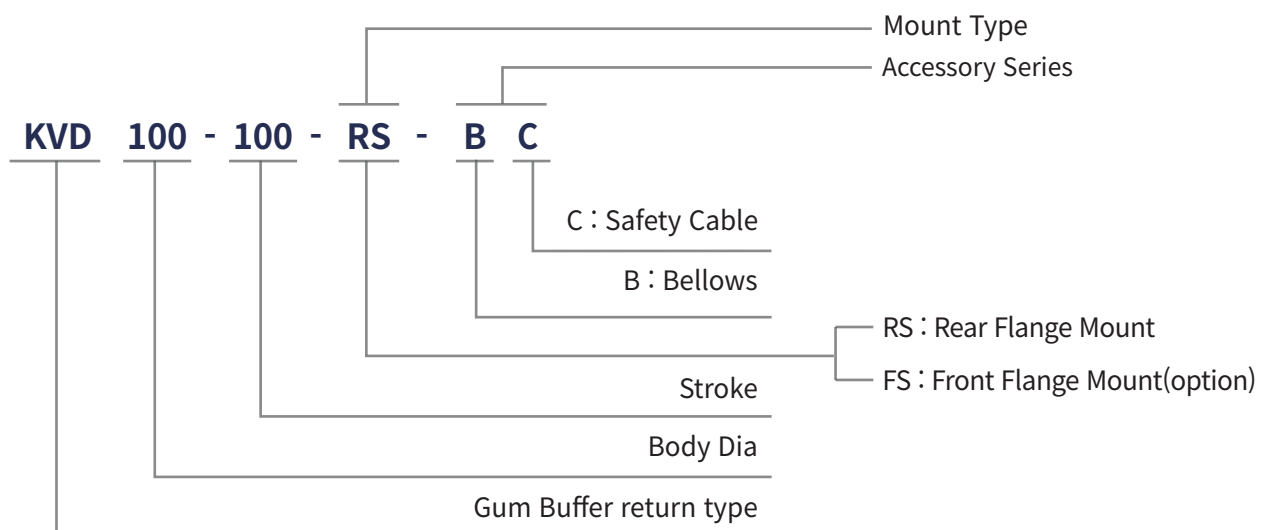 Mount Type
Accessory Series
KVD 100 - 100 - RS - B C
C : Safety Cable
B : Bellows
RS : Rear Flange Mount
FS : Front Flange Mount(option)
Stroke
Body Dia
Gum Buffer return type